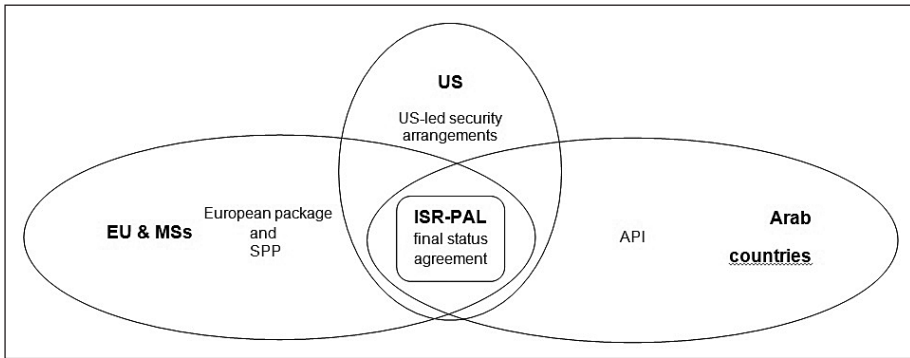 US
US-led security
arrangements
EU & MSs
European package
and
SPP
ISR-PAL
final status
agreement
API
Arab
countries